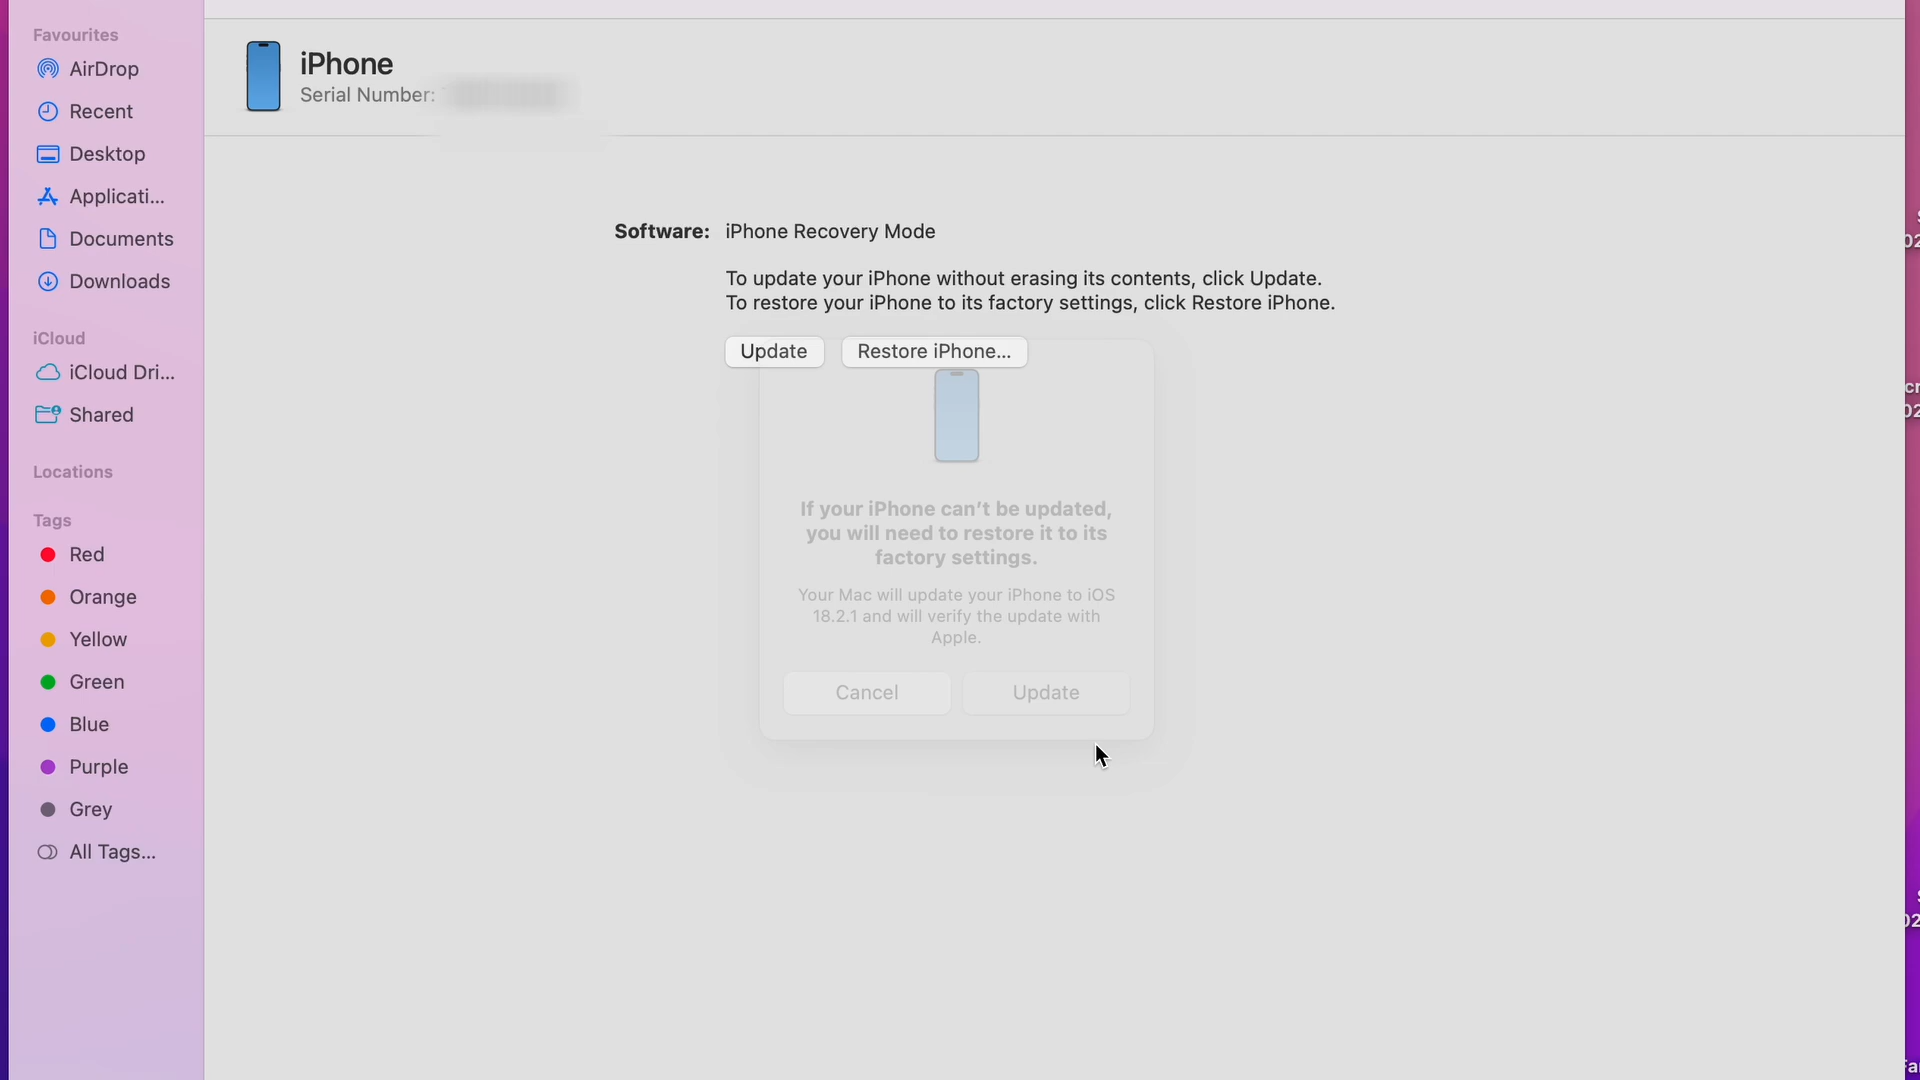 Favourites
AirDrop
Recent
Desktop
Applicati...
Documents
Downloads
iCloud
iCloud Dri...
Shared
Locations
Tags
Red
Orange
Yellow
Green
Blue
Purple
Grey
All Tags...
iPhone
Serial Number:
Software: iPhone Recovery Mode
To update your iPhone without erasing its contents, click Update.
To restore your iPhone to its factory settings, click Restore iPhone.
Update Restore iPhone...
If your iPhone can’t be updated,
you will need to restore it to its
factory settings.
Your Mac will update your iPhone to iOS
18.2.1 and will verify the update with
Apple.
Cancel Update